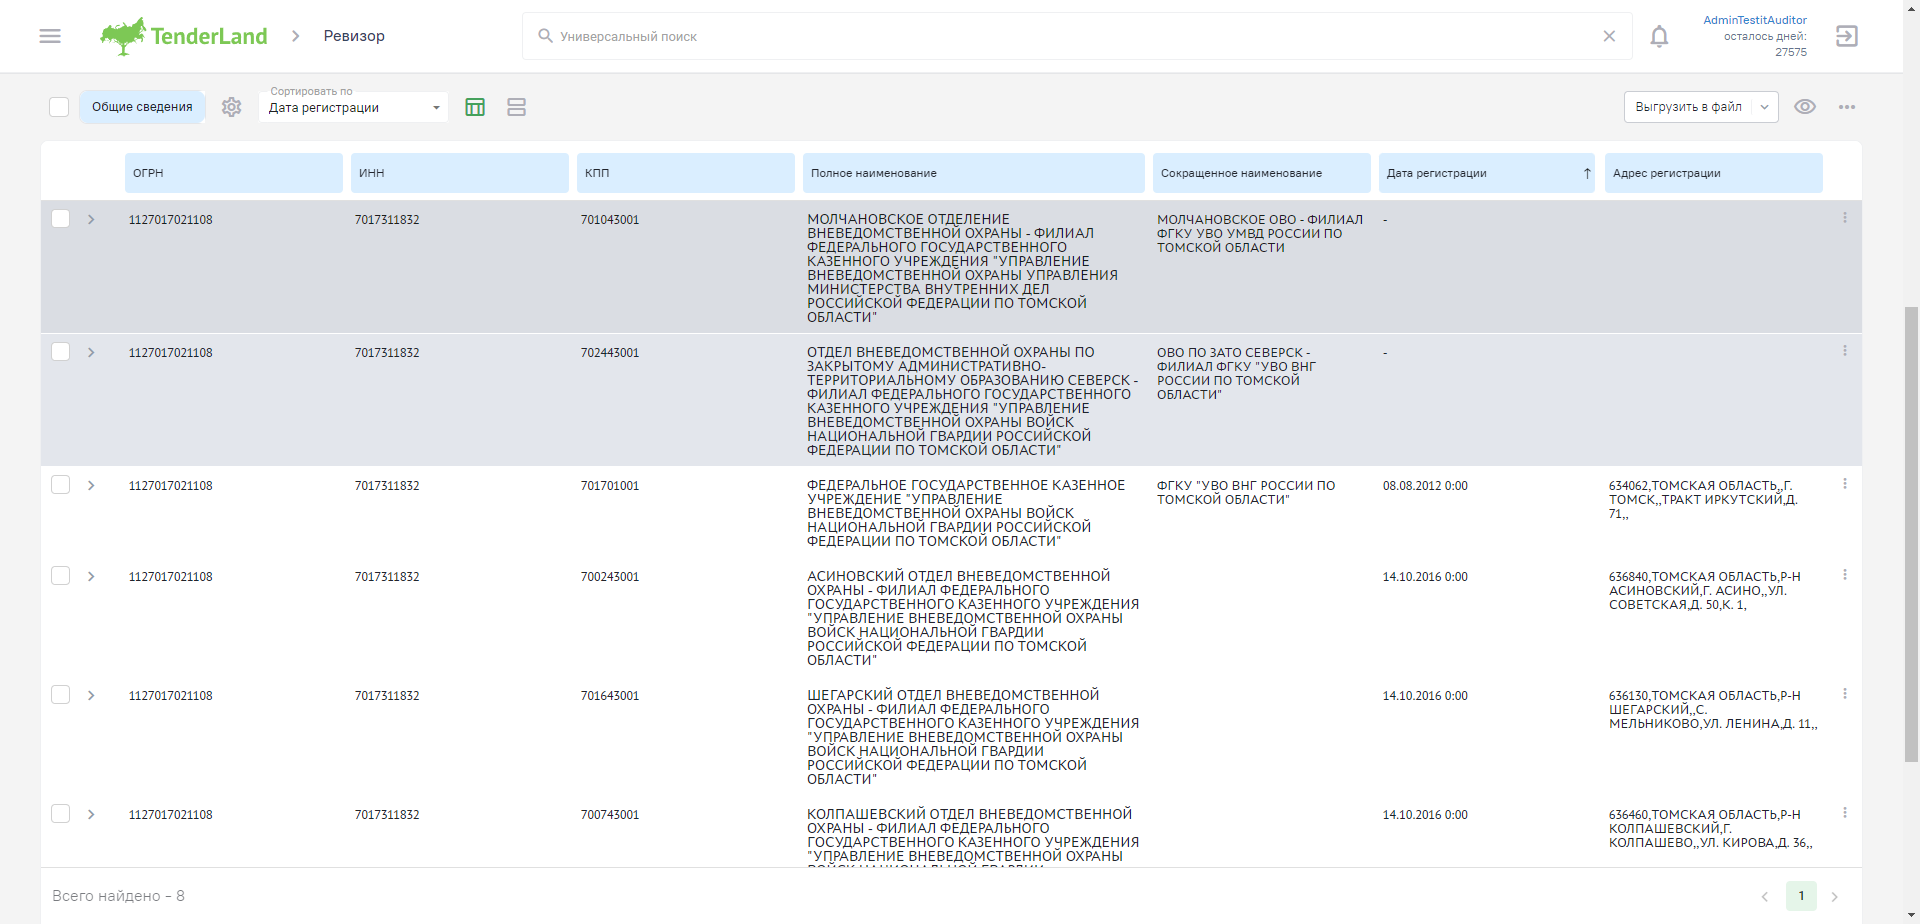 TenderLand
Ревизор
Универсальный поиск
AdminTestitAuditor
осталось дней:
27575
Общие сведения
Сортировать по
Дата регистрации
Выгрузить в файл
ОГРН
ИНН
КПП
Полное наименование
Сокращенное наименование
Дата регистрации
Адрес регистрации
1127017021108
7017311832
701043001
МОЛЧАНОВСКОЕ ОТДЕЛЕНИЕ
ВНЕВЕДОМСТВЕННОЙ ОХРАНЫ - ФИЛИАЛ
ФЕДЕРАЛЬНОГО ГОСУДАРСТВЕННОГО
КАЗЕННОГО УЧРЕЖДЕНИЯ "УПРАВЛЕНИЕ
ВНЕВЕДОМСТВЕННОЙ ОХРАНЫ УПРАВЛЕНИЯ
МИНИСТЕРСТВА ВНУТРЕННИХ ДЕЛ
РОССИЙСКОЙ ФЕДЕРАЦИИ ПО ТОМСКОЙ
ОБЛАСТИ"
МОЛЧАНОВСКОЕ ОВО - ФИЛИАЛ
ФГКУ УВО УМВД РОССИИ ПО
ТОМСКОЙ ОБЛАСТИ
-
1127017021108
7017311832
702443001
ОТДЕЛ ВНЕВЕДОМСТВЕННОЙ ОХРАНЫ ПО
ЗАКРЫТОМУ АДМИНИСТРАТИВНО-
ТЕРРИТОРИАЛЬНОМУ ОБРАЗОВАНИЮ СЕВЕРСК -
ФИЛИАЛ ФЕДЕРАЛЬНОГО ГОСУДАРСТВЕННОГО
КАЗЕННОГО УЧРЕЖДЕНИЯ "УПРАВЛЕНИЕ
ВНЕВЕДОМСТВЕННОЙ ОХРАНЫ ВОЙСК
НАЦИОНАЛЬНОЙ ГВАРДИИ РОССИЙСКОЙ
ФЕДЕРАЦИИ ПО ТОМСКОЙ ОБЛАСТИ"
ОВО ПО ЗАТО СЕВЕРСК -
ФИЛИАЛ ФГКУ "УВО ВНГ
РОССИИ ПО ТОМСКОЙ
ОБЛАСТИ"
-
1127017021108
7017311832
701701001
ФЕДЕРАЛЬНОЕ ГОСУДАРСТВЕННОЕ КАЗЕННОЕ
УЧРЕЖДЕНИЕ "УПРАВЛЕНИЕ
ВНЕВЕДОМСТВЕННОЙ ОХРАНЫ ВОЙСК
НАЦИОНАЛЬНОЙ ГВАРДИИ РОССИЙСКОЙ
ФЕДЕРАЦИИ ПО ТОМСКОЙ ОБЛАСТИ"
ФГКУ "УВО ВНГ РОССИИ ПО
ТОМСКОЙ ОБЛАСТИ"
08.08.2012 0:00
634062,ТОМСКАЯ ОБЛАСТЬ,,Г.
ТОМСК,,ТРАКТ ИРКУТСКИЙ,Д.
71,,
1127017021108
7017311832
700243001
АСИНОВСКИЙ ОТДЕЛ ВНЕВЕДОМСТВЕННОЙ
ОХРАНЫ - ФИЛИАЛ ФЕДЕРАЛЬНОГО
ГОСУДАРСТВЕННОГО КАЗЕННОГО УЧРЕЖДЕНИЯ
"УПРАВЛЕНИЕ ВНЕВЕДОМСТВЕННОЙ ОХРАНЫ
ВОЙСК НАЦИОНАЛЬНОЙ ГВАРДИИ
РОССИЙСКОЙ ФЕДЕРАЦИИ ПО ТОМСКОЙ
ОБЛАСТИ"
14.10.2016 0:00
636840,ТОМСКАЯ ОБЛАСТЬ,Р-Н
АСИНОВСКИЙ,Г. АСИНО,,УЛ.
СОВЕТСКАЯ,Д. 50,К. 1,
1127017021108
7017311832
701643001
ШЕГАРСКИЙ ОТДЕЛ ВНЕВЕДОМСТВЕННОЙ
ОХРАНЫ - ФИЛИАЛ ФЕДЕРАЛЬНОГО
ГОСУДАРСТВЕННОГО КАЗЕННОГО УЧРЕЖДЕНИЯ
"УПРАВЛЕНИЕ ВНЕВЕДОМСТВЕННОЙ ОХРАНЫ
ВОЙСК НАЦИОНАЛЬНОЙ ГВАРДИИ
РОССИЙСКОЙ ФЕДЕРАЦИИ ПО ТОМСКОЙ
ОБЛАСТИ"
14.10.2016 0:00
636130,ТОМСКАЯ ОБЛАСТЬ,Р-Н
ШЕГАРСКИЙ,,С.
МЕЛЬНИКОВО,УЛ. ЛЕНИНА,Д. 11,,
1127017021108
7017311832
700743001
КОЛПАШЕВСКИЙ ОТДЕЛ ВНЕВЕДОМСТВЕННОЙ
ОХРАНЫ - ФИЛИАЛ ФЕДЕРАЛЬНОГО
ГОСУДАРСТВЕННОГО КАЗЕННОГО УЧРЕЖДЕНИЯ
"УПРАВЛЕНИЕ ВНЕВЕДОМСТВЕННОЙ ОХРАНЫ
14.10.2016 0:00
636460,ТОМСКАЯ ОБЛАСТЬ,Р-Н
КОЛПАШЕВСКИЙ,Г.
КОЛПАШЕВО,,УЛ. КИРОВА,Д. 36,,
Всего найдено - 8
1